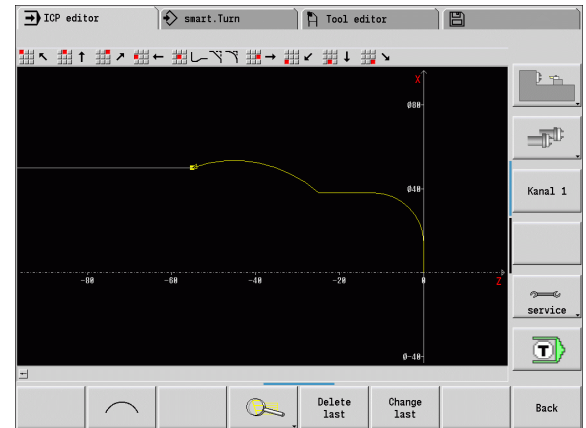 ICP editor
smart.Turn
Tool editor
X
Ø80
Ø40
Kanal 1
-80
-60
-40
-20
0
Z
service
T
Ø-40
Delete
last
Change
last
Back